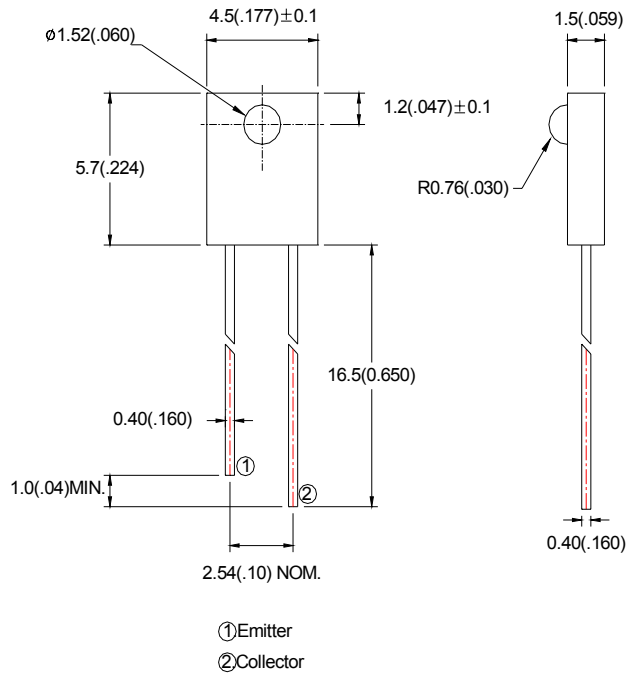 4.5(.177)±0.1
1.5(.059)
ø1.52(.060)
1.2(.047)±0.1
5.7(.224)
R0.76(.030)
16.5(0.650)
0.40(.160)
①
1.0(.04)MIN.
②
0.40(.160)
2.54(.10) NOM.
①Emitter
②Collector